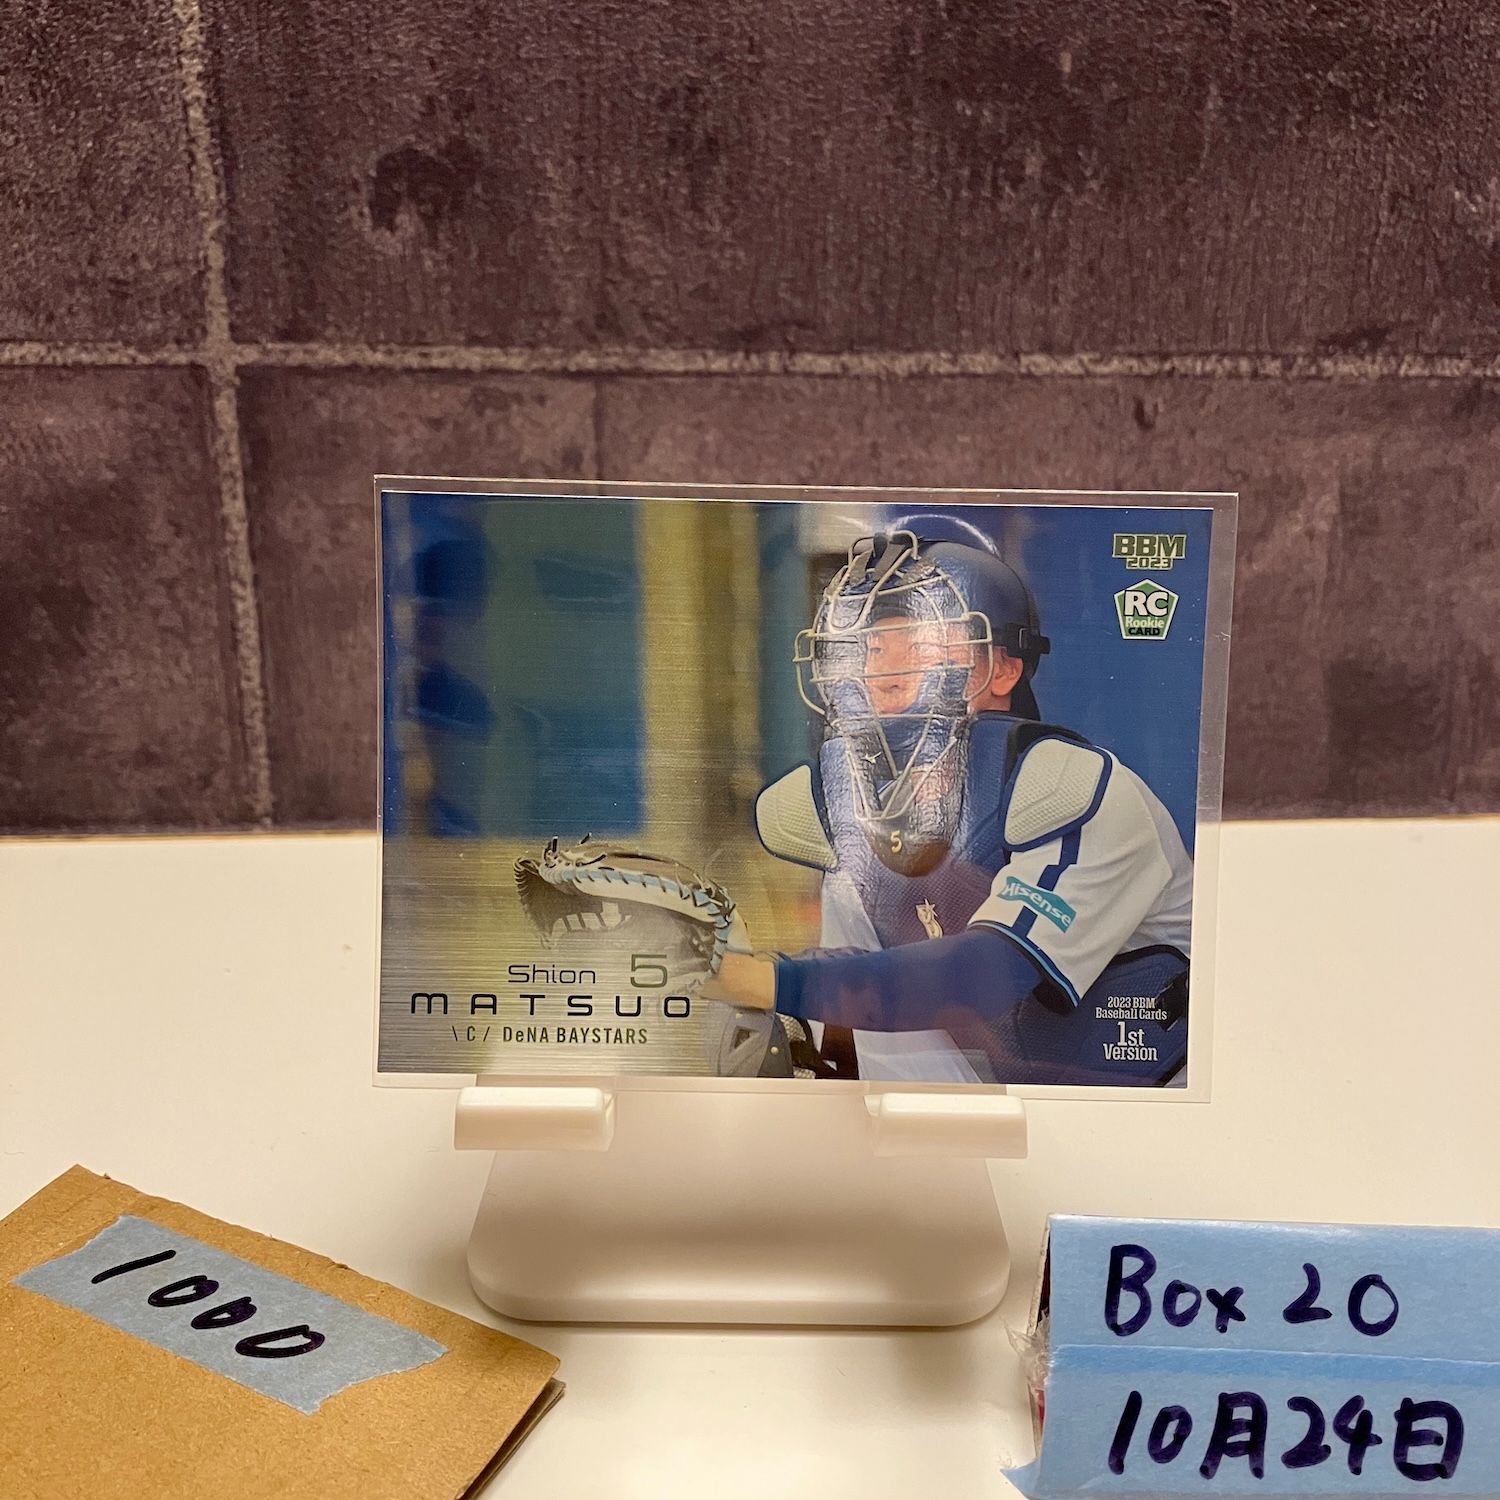 BBM
2023
RC
Rookie
CARD
5
Hisense
Shion 5
MATSUO
\ C / DeNA BAYSTARS
2023 BBM
Baseball Cards
1st
Version
1000
Box 20
10月24日